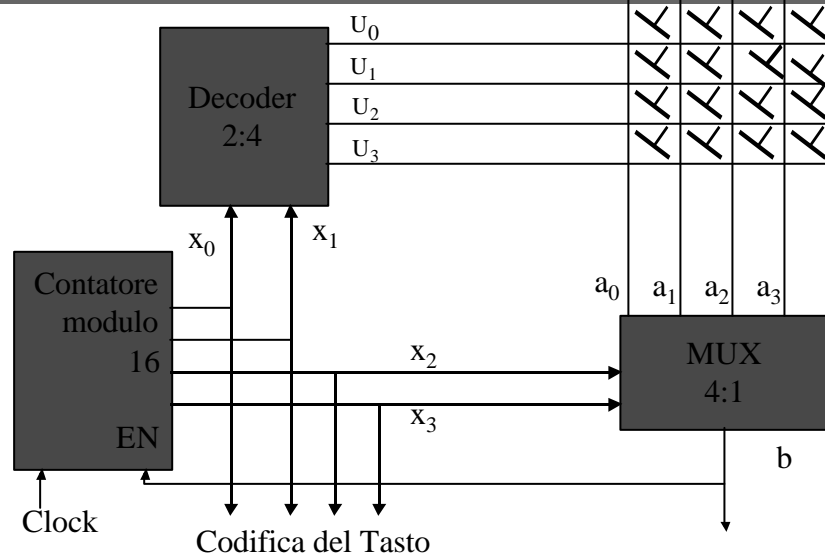 U0
U1
Decoder
2:4
U2
U3
x0
x1
Contatore
modulo
16
EN
a0 a1 a2 a3
x2
x3
MUX
4:1
b
Clock
Codifica del Tasto